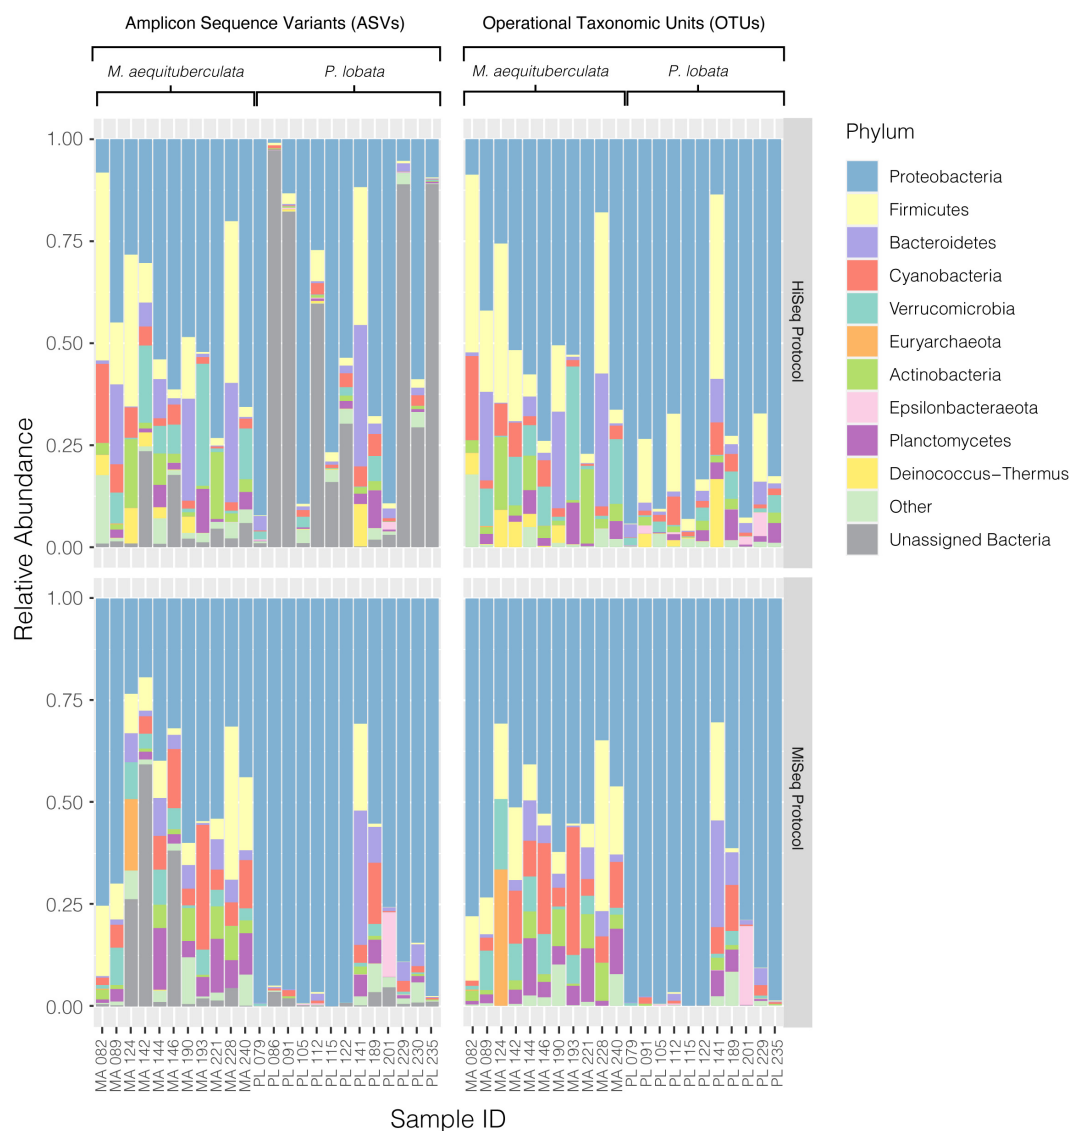 Amplicon Sequence Variants (ASVs) Operational Taxonomic Units (OTUs)
M. aequituberculata P. lobata M. aequituberculata P. lobata
Relative Abundance
1.00
0.75
0.50
0.25
0.00
HiSeq Protocol
1.00
0.75
0.50
0.25
0.00
MiSeq Protocol
MA 082
MA 089
MA 124
MA 142
MA 144
MA 146
MA 190
MA 193
MA 221
MA 228
MA 240
PL 079
PL 086
PL 091
PL 105
PL 112
PL 115
PL 122
PL 141
PL 189
PL 201
PL 229
PL 230
PL 235
MA 082
MA 089
MA 124
MA 142
MA 144
MA 146
MA 190
MA 193
MA 221
MA 228
MA 240
PL 079
PL 091
PL 105
PL 112
PL 115
PL 122
PL 141
PL 189
PL 201
PL 229
PL 235
Sample ID
Phylum
Proteobacteria
Firmicutes
Bacteroidetes
Cyanobacteria
Verrucomicrobia
Euryarchaeota
Actinobacteria
Epsilonbacteraeota
Planctomycetes
Deinococcus−Thermus
Other
Unassigned Bacteria